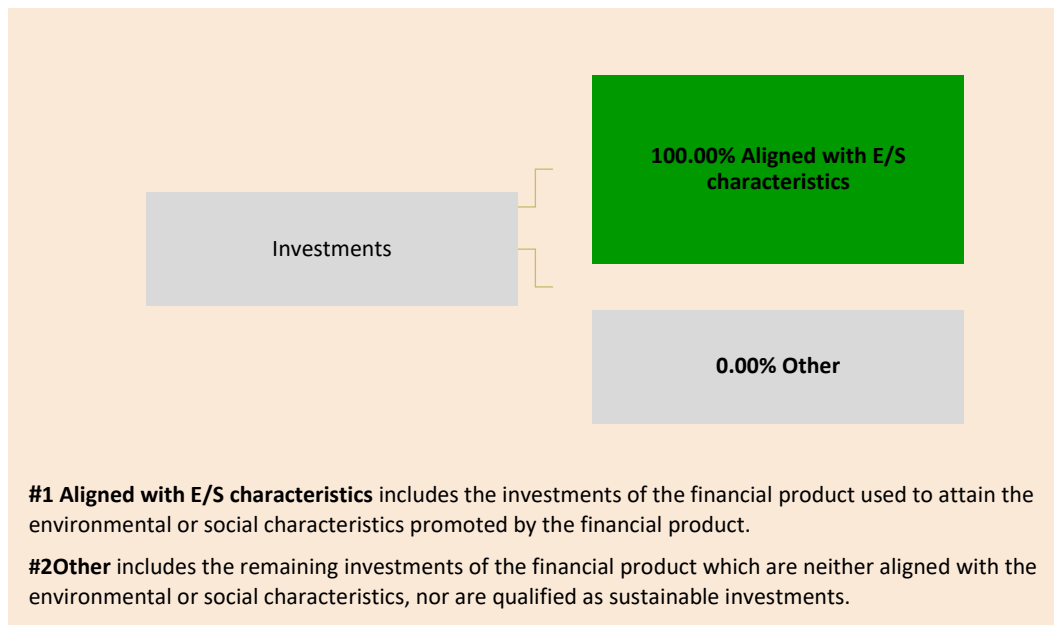 100.00% Aligned with E/S
characteristics
Investments
0.00% Other
#1 Aligned with E/S characteristics includes the investments of the financial product used to attain the
environmental or social characteristics promoted by the financial product.
#2Other includes the remaining investments of the financial product which are neither aligned with the
environmental or social characteristics, nor are qualified as sustainable investments.